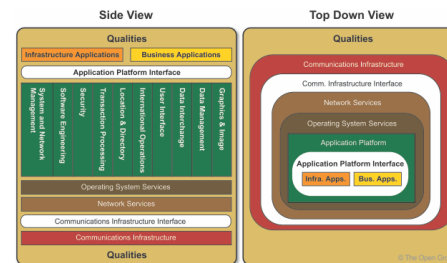 Side View
Qualities
Infrastructure Applications
Business Applications
Application Platform Interface
System and Network
Management
Software Engineering
Security
Transaction Processing
Location & Directory
International Operations
User Interface
Data Interchange
Data Management
Graphics & Image
Operating System Services
Network Services
Communications Infrastructure Interface
Communications Infrastructure
Qualities
Top Down View
Qualities
Communications Infrastructure
Comm. Infrastructure Interface
Network Services
Operating System Services
Application Platform
Application Platform Interface
Infra. Apps.
Bus. Apps.
© The Open Gro